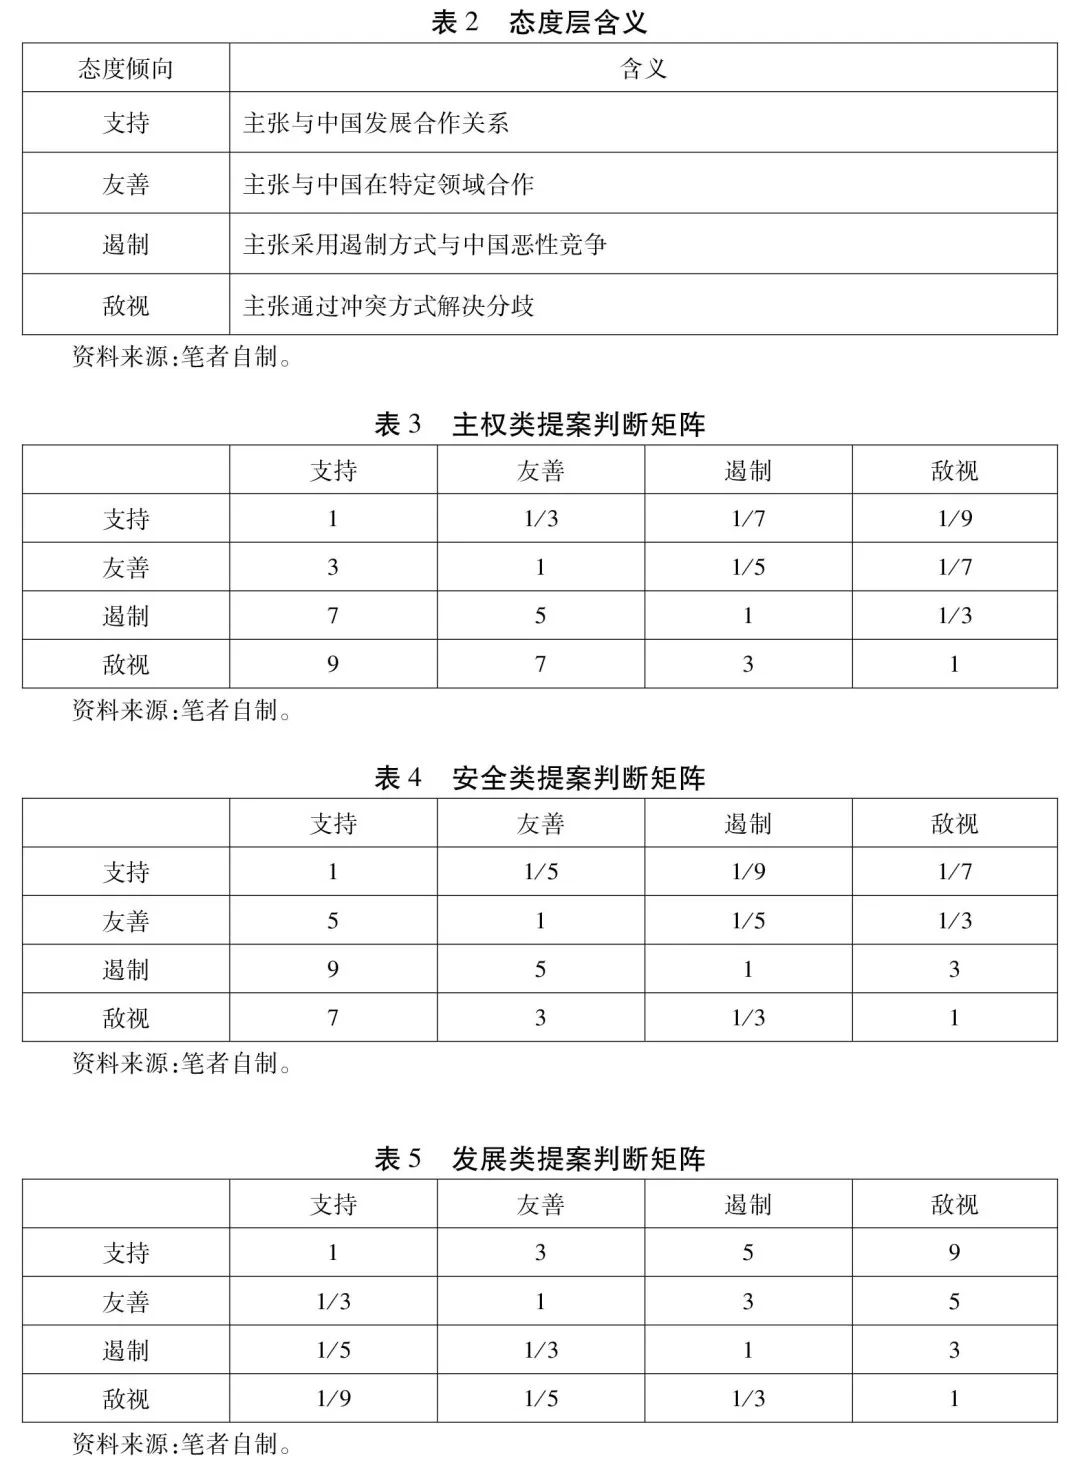 表 2 态度层含义
态度倾向 含义
支持 主张与中国发展合作关系
友善 主张与中国在特定领域合作
遏制 主张采用遏制方式与中国恶性竞争
敌视 主张通过冲突方式解决分歧
资料来源:笔者自制。
表 3 主权类提案判断矩阵
支持 友善 遏制 敌视
支持 1 1/3 1/7 1/9
友善 3 1 1/5 1/7
遏制 7 5 1 1/3
敌视 9 7 3 1
资料来源:笔者自制。
表 4 安全类提案判断矩阵
支持 友善 遏制 敌视
支持 1 1/5 1/9 1/7
友善 5 1 1/5 1/3
遏制 9 5 1 3
敌视 7 3 1/3 1
资料来源:笔者自制。
表 5 发展类提案判断矩阵
支持 友善 遏制 敌视
支持 1 3 5 9
友善 1/3 1 3 5
遏制 1/5 1/3 1 3
敌视 1/9 1/5 1/3 1
资料来源:笔者自制。